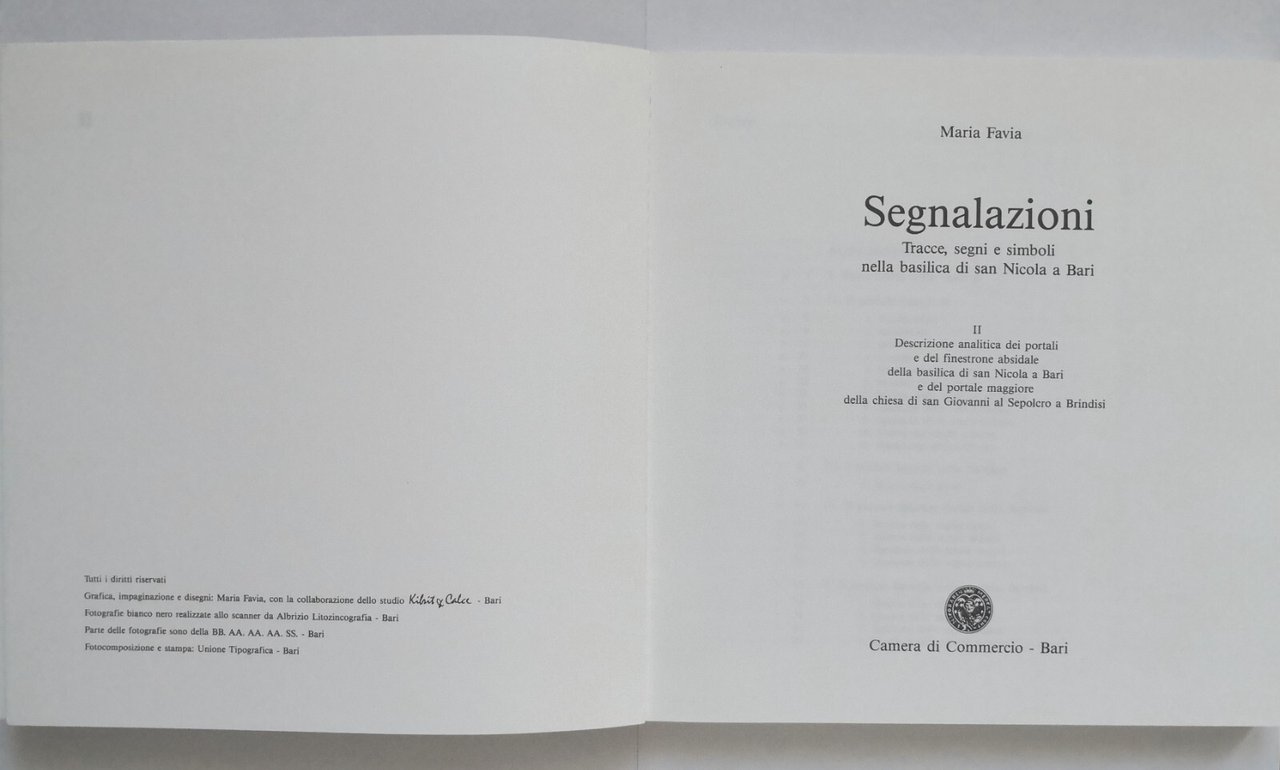 Tutti i diritti riservati
Grafica, impaginazione e disegni: Maria Favia, con la collaborazione dello studio Kibrit & Calce - Bari
Fotografie bianco nero realizzate allo scanner da Albrizio Litozincografia - Bari
Parte delle fotografie sono della BB. AA. AA. AA. SS. - Bari
Fotocomposizione e stampa: Unione Tipografica - Bari
Maria Favia
Segnalazioni
Tracce, segni e simboli
nella basilica di san Nicola a Bari
II
Descrizione analitica dei portali
e del finestrone absidale
della basilica di san Nicola a Bari
e del portale maggiore
della chiesa di san Giovanni al Sepolcro a Brindisi
Camera di Commercio - Bari